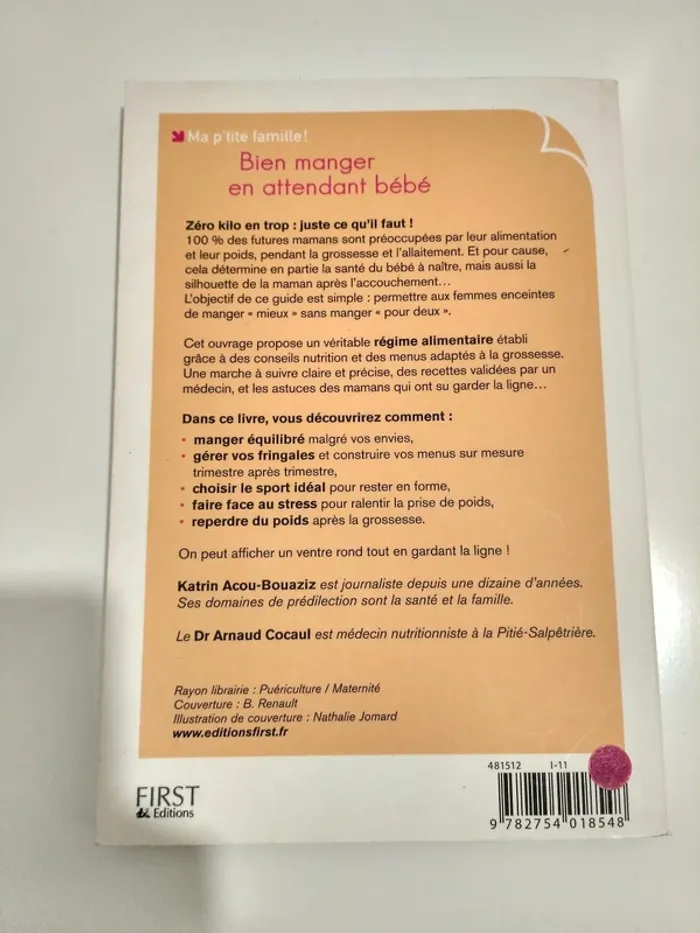 Ma p'tite famille!
Bien manger
en attendant bébé
Zéro kilo en trop : juste ce qu'il faut !
100 % des futures mamans sont préoccupées par leur alimentation
et leur poids, pendant la grossesse et l'allaitement. Et pour cause,
cela détermine en partie la santé du bébé à naître, mais aussi la
silhouette de la maman après l'accouchement...
L'objectif de ce guide est simple : permettre aux femmes enceintes
de manger « mieux » sans manger « pour deux ».
Cet ouvrage propose un véritable régime alimentaire établi
grâce à des conseils nutrition et des menus adaptés à la grossesse.
Une marche à suivre claire et précise, des recettes validées par un
médecin, et les astuces des mamans qui ont su garder la ligne...
Dans ce livre, vous découvrirez comment :
• manger équilibré malgré vos envies,
• gérer vos fringales et construire vos menus sur mesure
trimestre après trimestre,
• choisir le sport idéal pour rester en forme,
• faire face au stress pour ralentir la prise de poids,
• reperdre du poids après la grossesse.
On peut afficher un ventre rond tout en gardant la ligne !
Katrin Acou-Bouaziz est journaliste depuis une dizaine d'années.
Ses domaines de prédilection sont la santé et la famille.
Le Dr Arnaud Cocaul est médecin nutritionniste à la Pitié-Salpêtrière.
Rayon librairie : Puériculture / Maternité
Couverture : B. Renault
Illustration de couverture : Nathalie Jomard
www.editionsfirst.fr
481512 I-11
FIRST
Editions
9 782754 018548